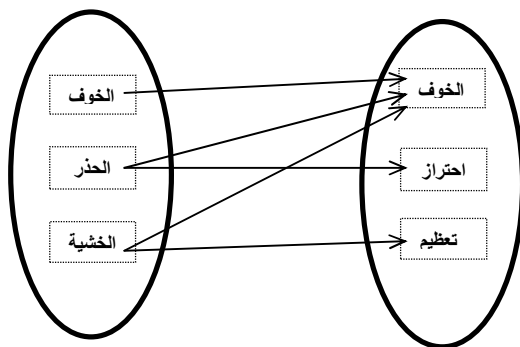 الخوف
الخوف
الحذر
احتراز
الخشية
تعظيم